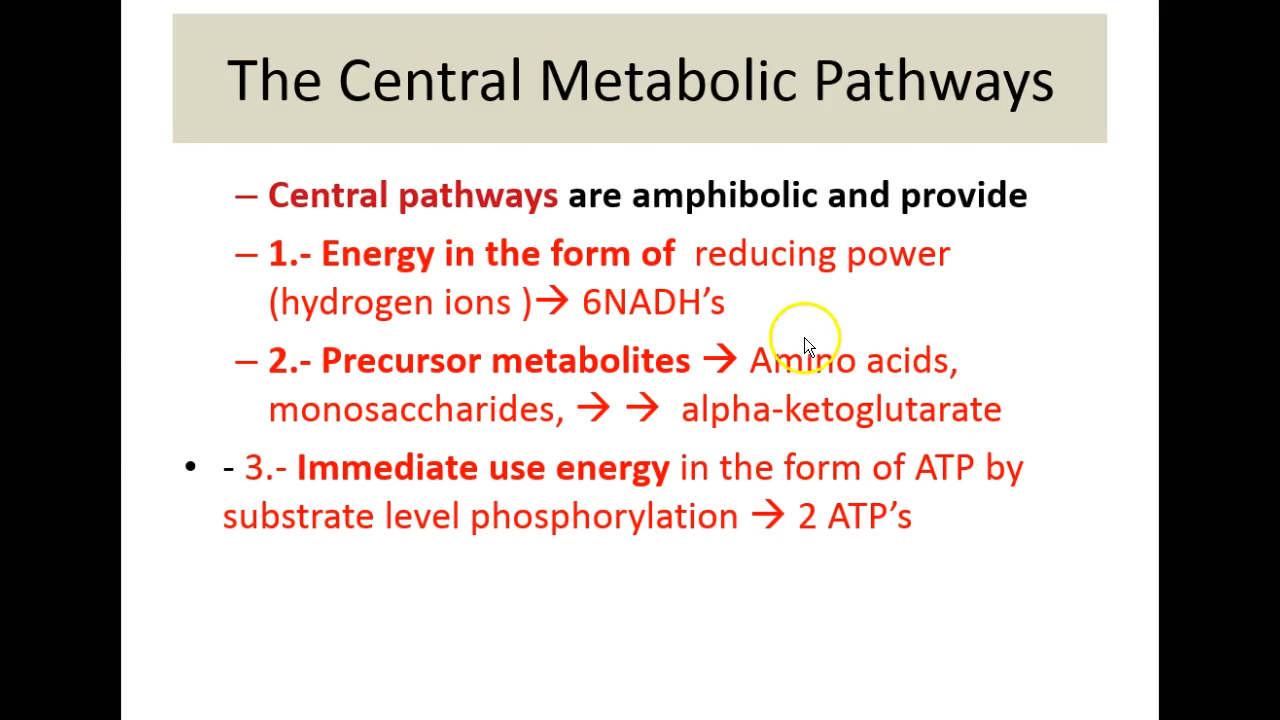 The Central Metabolic Pathways
– Central pathways are amphibolic and provide
– 1.- Energy in the form of reducing power
(hydrogen ions )→ 6NADH’s
– 2.- Precursor metabolites → Amino acids,
monosaccharides, → → alpha-ketoglutarate
• - 3.- Immediate use energy in the form of ATP by
substrate level phosphorylation → 2 ATP’s